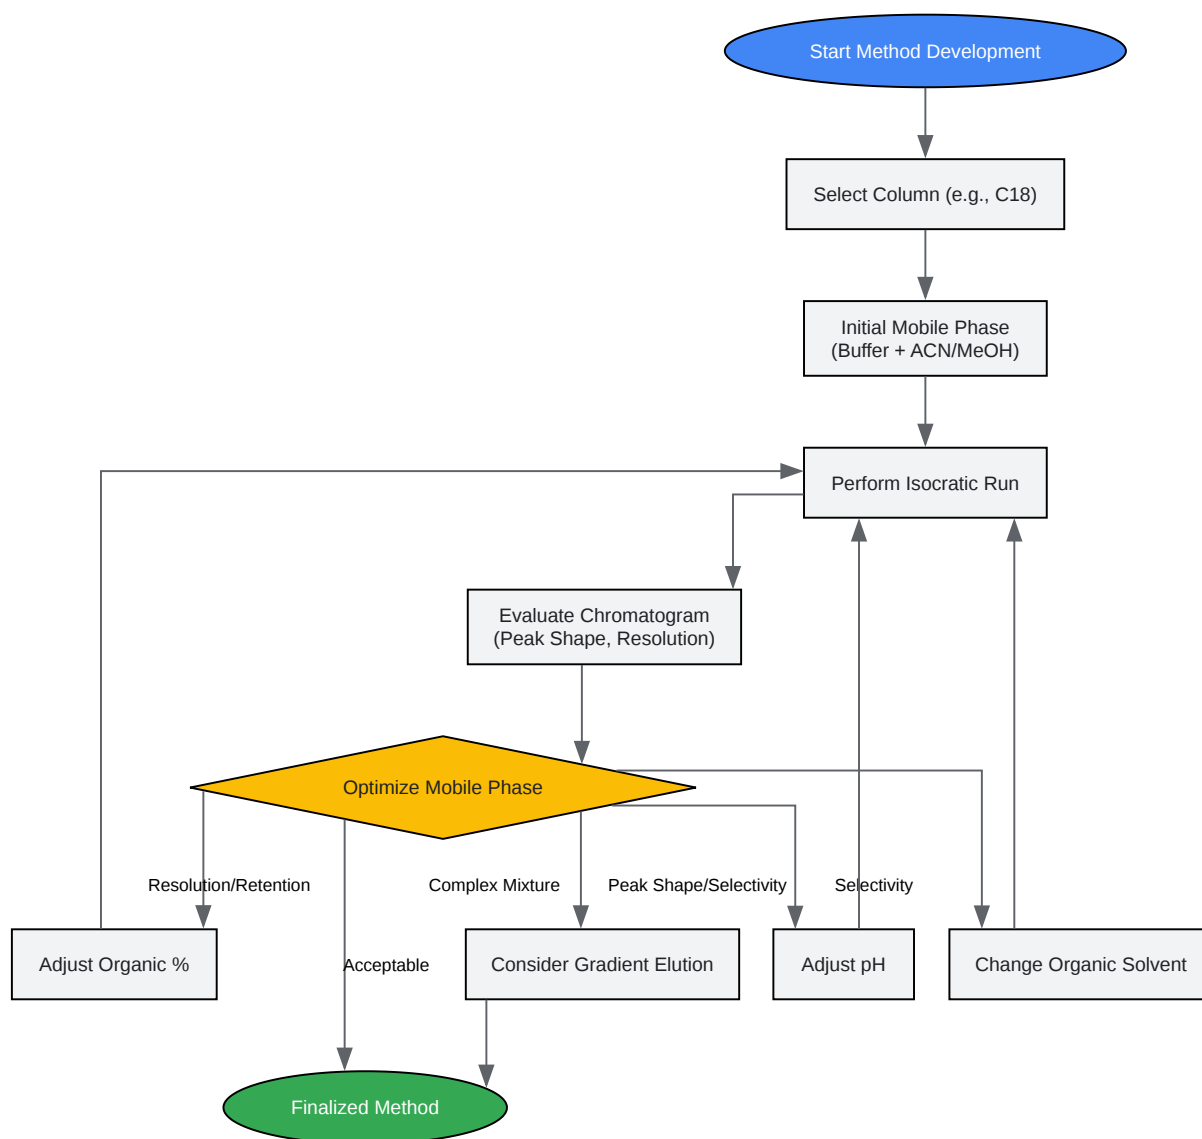 Start Method Development
Select Column (e.g., C18)
Initial Mobile Phase
(Buffer + ACN/MeOH)
Perform Isocratic Run
Evaluate Chromatogram
(Peak Shape, Resolution)
Optimize Mobile Phase
Resolution/Retention
Complex Mixture
Peak Shape/Selectivity
Selectivity
Adjust Organic %
Acceptable
Consider Gradient Elution
Adjust pH
Change Organic Solvent
Finalized Method